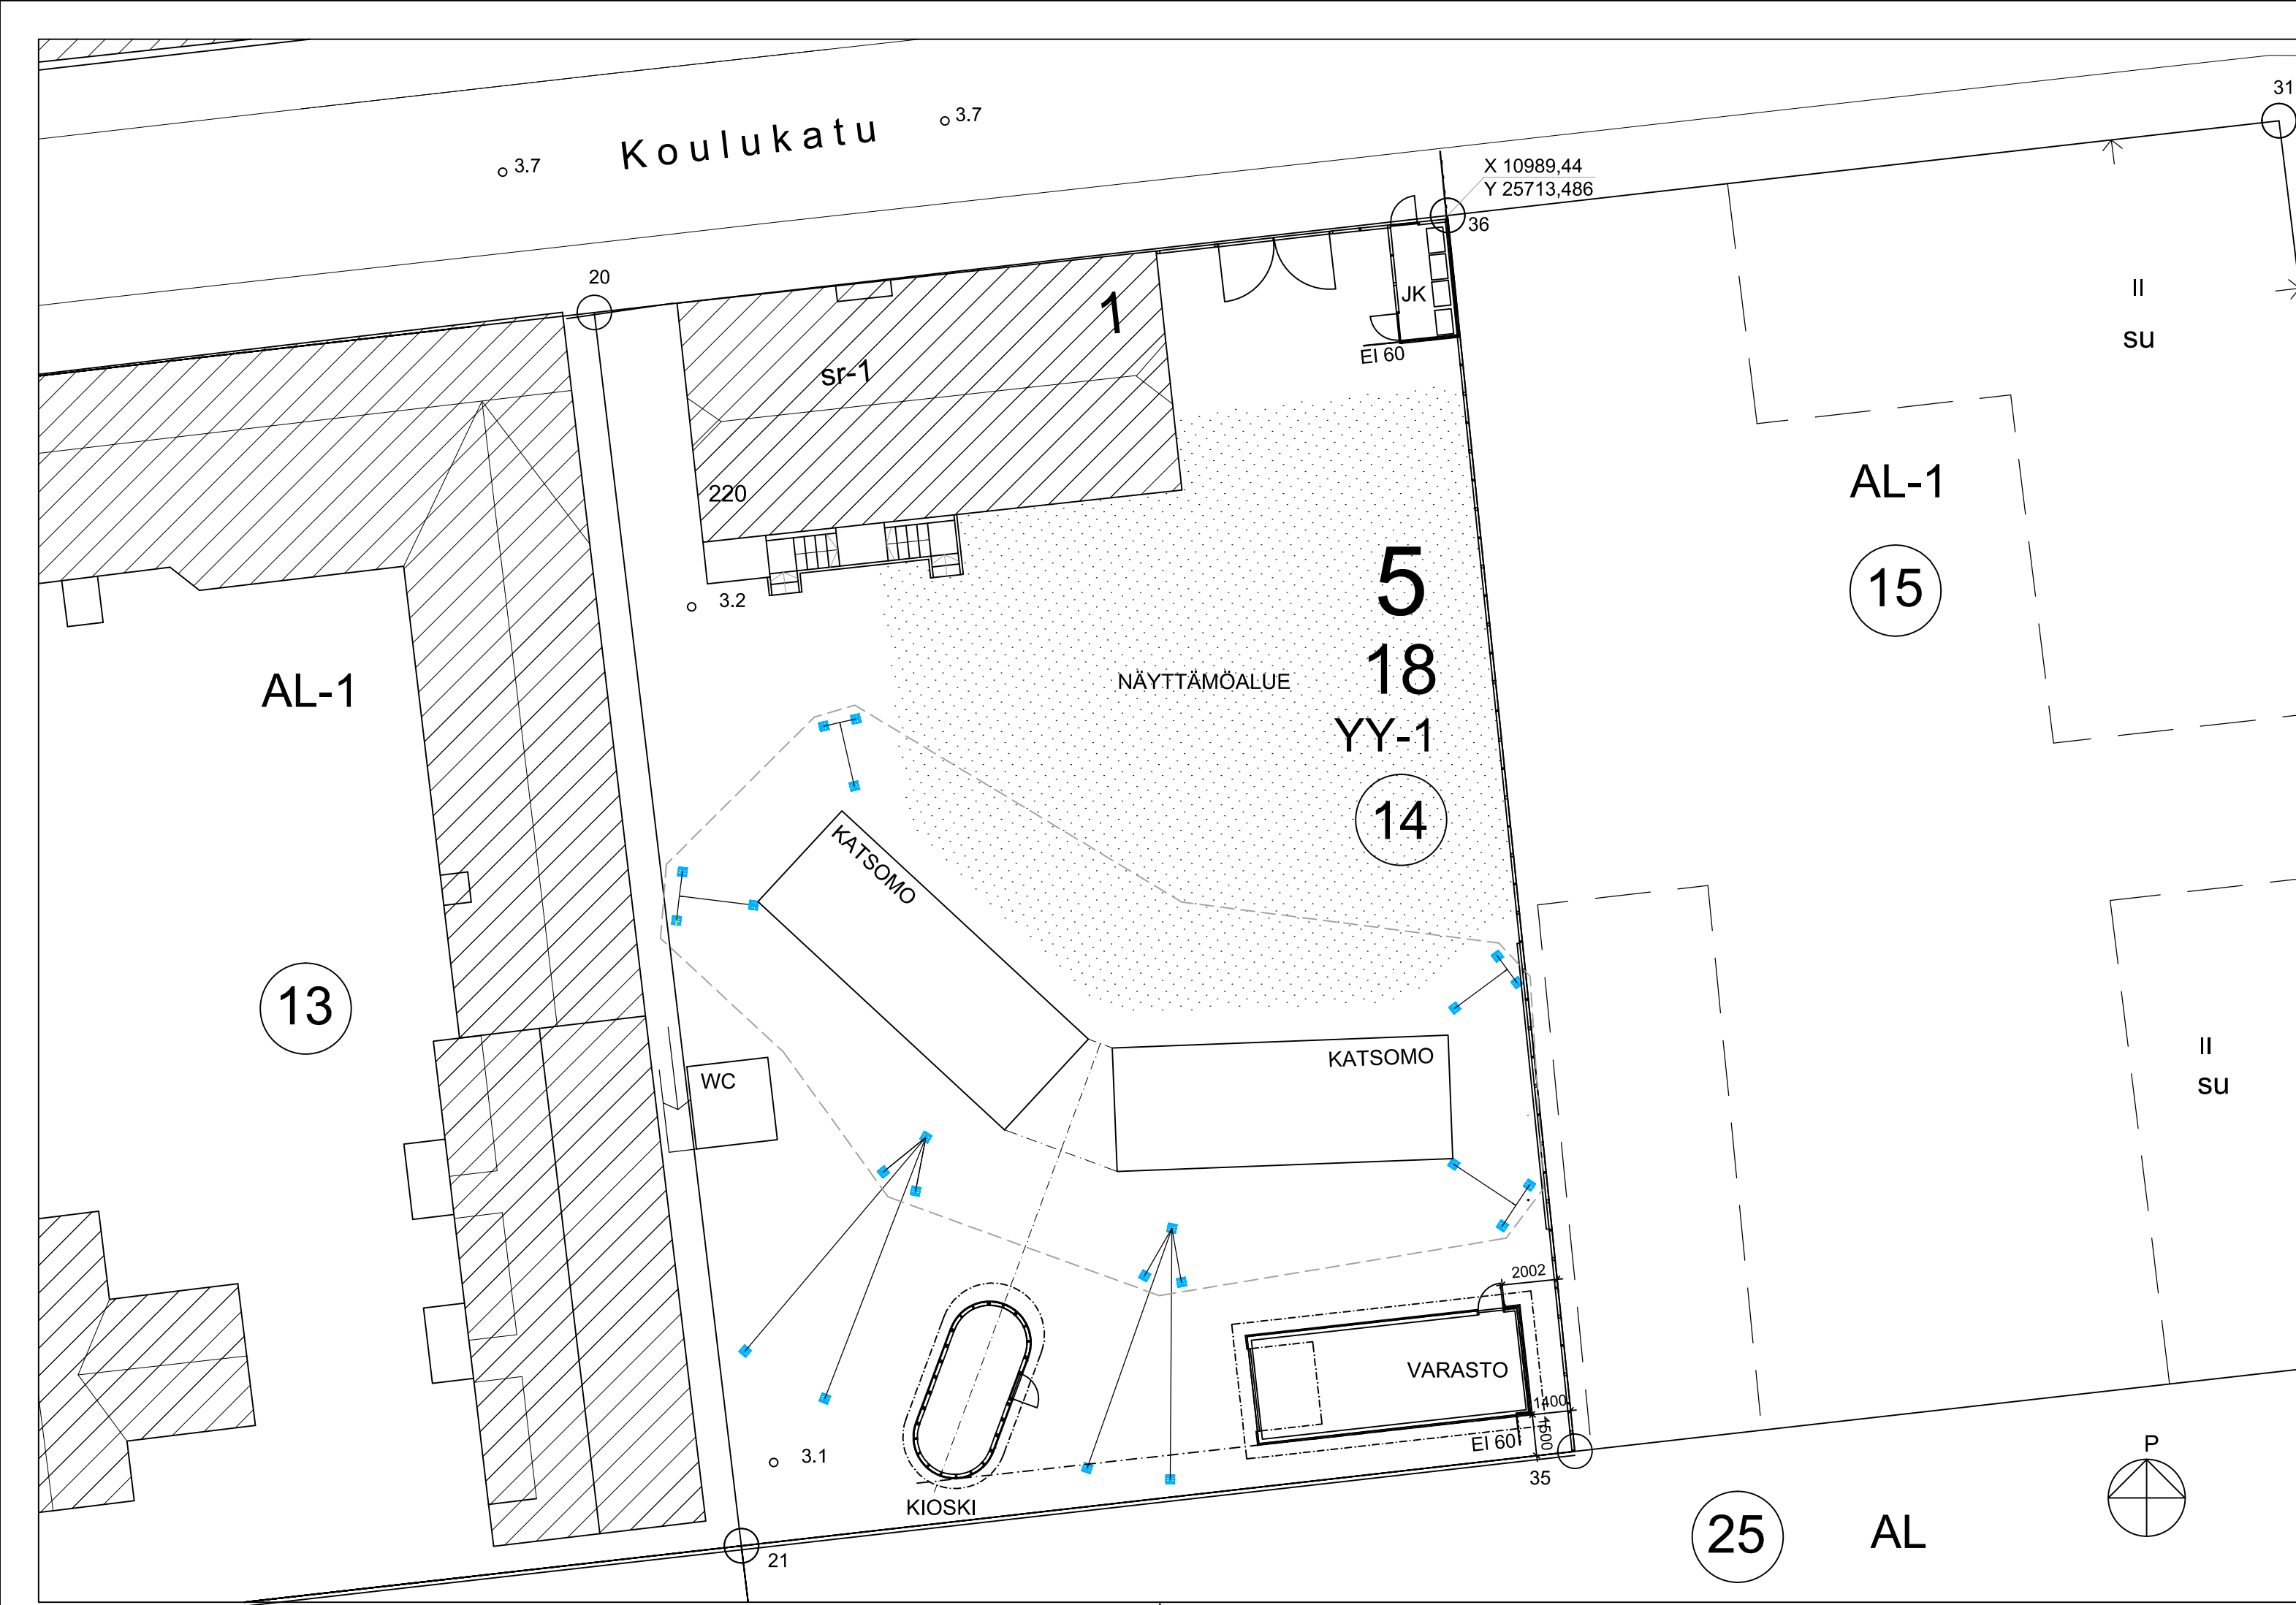 31
3.7
Koulukatu
3.7
X 10989,44
Y 25713,486
36
20
II
su
1
JK
EI 60
sr-1
220
AL-1
15
5
18
YY-1
14
3.2
NÄYTTÄMÖALUE
AL-1
13
KATSOMO
KATSOMO
WC
II
su
2002
VARASTO
1400
1500
EI 60
35
3.1
KIOSKI
21
P
25
AL